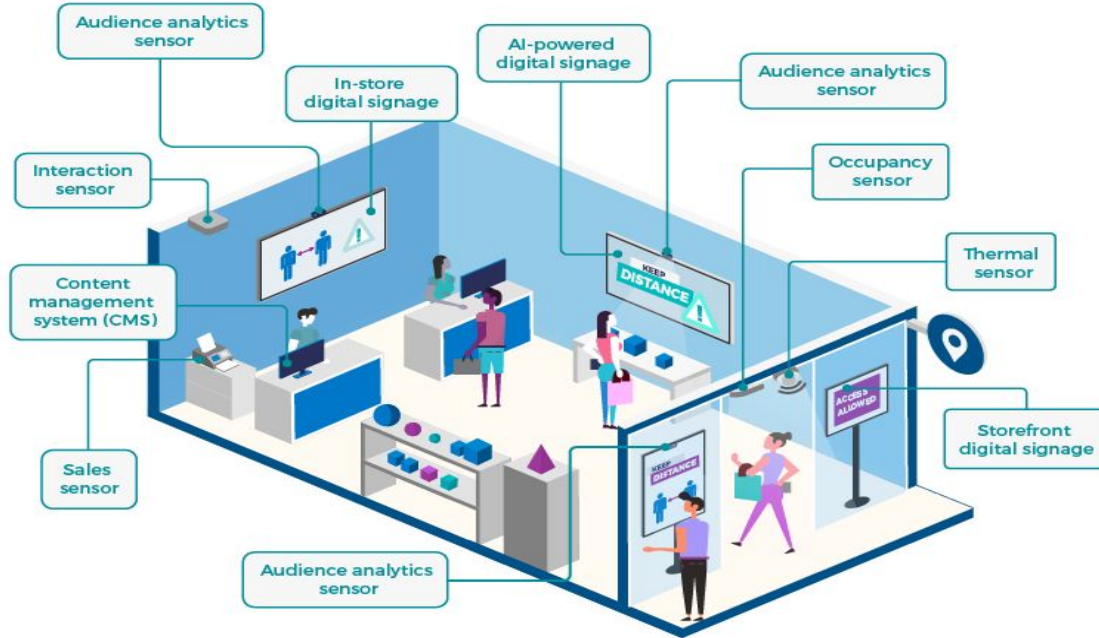 Audience analytics
sensor
AI-powered
digital signage
In-store
digital signage
Audience analytics
sensor
Interaction
sensor
Occupancy
sensor
Thermal
sensor
Content
management
system (CMS)
KEEP
DISTANCE
ACCESS
ALLOWED
Storefront
digital signage
Sales
sensor
KEEP
DISTANCE
Audience analytics
sensor